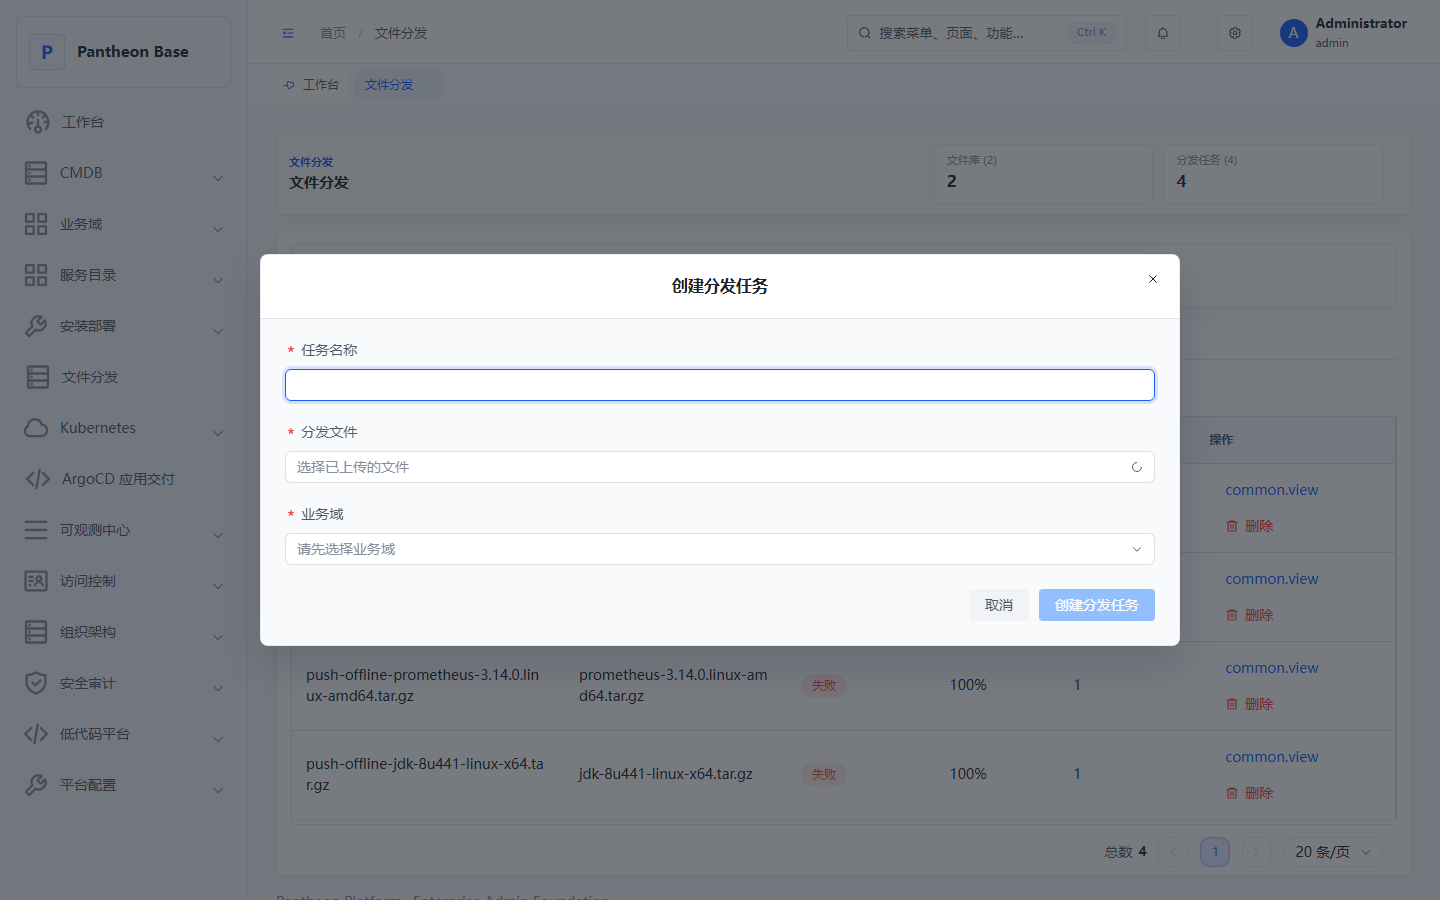 P Pantheon Base
首页 / 文件分发
搜索菜单、页面、功能... Ctrl K
A Administrator
admin
工作台 文件分发
工作台
CMDB
业务域
服务目录
安装部署
文件分发
Kubernetes
ArgoCD 应用交付
可观测中心
访问控制
组织架构
安全审计
低代码平台
平台配置
文件分发
文件分发
文件库 (2)
2
分发任务 (4)
4
创建分发任务
* 任务名称
* 分发文件
选择已上传的文件
* 业务域
请先选择业务域
取消 创建分发任务
操作
common.view
删除
common.view
删除
push-offline-prometheus-3.14.0.lin
ux-amd64.tar.gz
prometheus-3.14.0.linux-am
d64.tar.gz
失败 100% 1
common.view
删除
push-offline-jdk-8u441-linux-x64.ta
r.gz
jdk-8u441-linux-x64.tar.gz
失败 100% 1
common.view
删除
总数 4 1 20 条/页
Pantheon Platform · Enterprise Admin Foundation